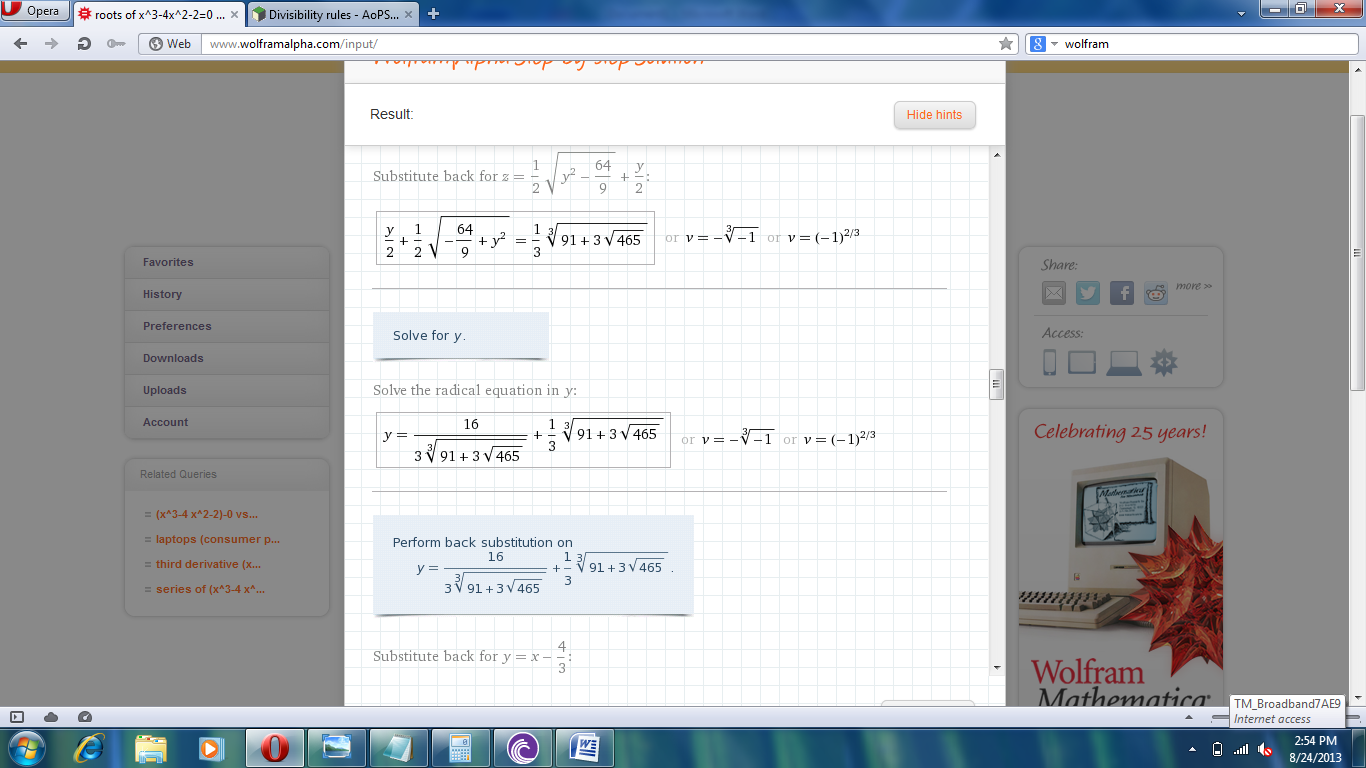 Opera
roots of x^3-4x^2-2=0 ...
Divisibility rules - AoPS...
Web
www.wolframalpha.com/input/
wolfram
Result:
Hide hints
Substitute back for z = 1/2 √(y² − 64/9) + y/2:
y/2 + 1/2 √(−64/9 + y²) = 1/3 ∛(91 + 3√465) or v = −∛−1 or v = (−1)^2/3
Solve for y.
Solve the radical equation in y:
y = 16/(3∛(91 + 3√465)) + 1/3 ∛(91 + 3√465) or v = −∛−1 or v = (−1)^2/3
Perform back substitution on
y = 16/(3∛(91 + 3√465)) + 1/3 ∛(91 + 3√465) .
Substitute back for y = x − 4/3:
Favorites
History
Preferences
Downloads
Uploads
Account
Related Queries
= (x^3-4 x^2-2)-0 vs...
= laptops (consumer p...
= third derivative (x...
= series of (x^3-4 x^...
Share:
more »
Access:
Celebrating 25 years!
Mathematica
Wolfram
Mathematica
TM_Broadband7AE9
Internet access
2:54 PM
8/24/2013